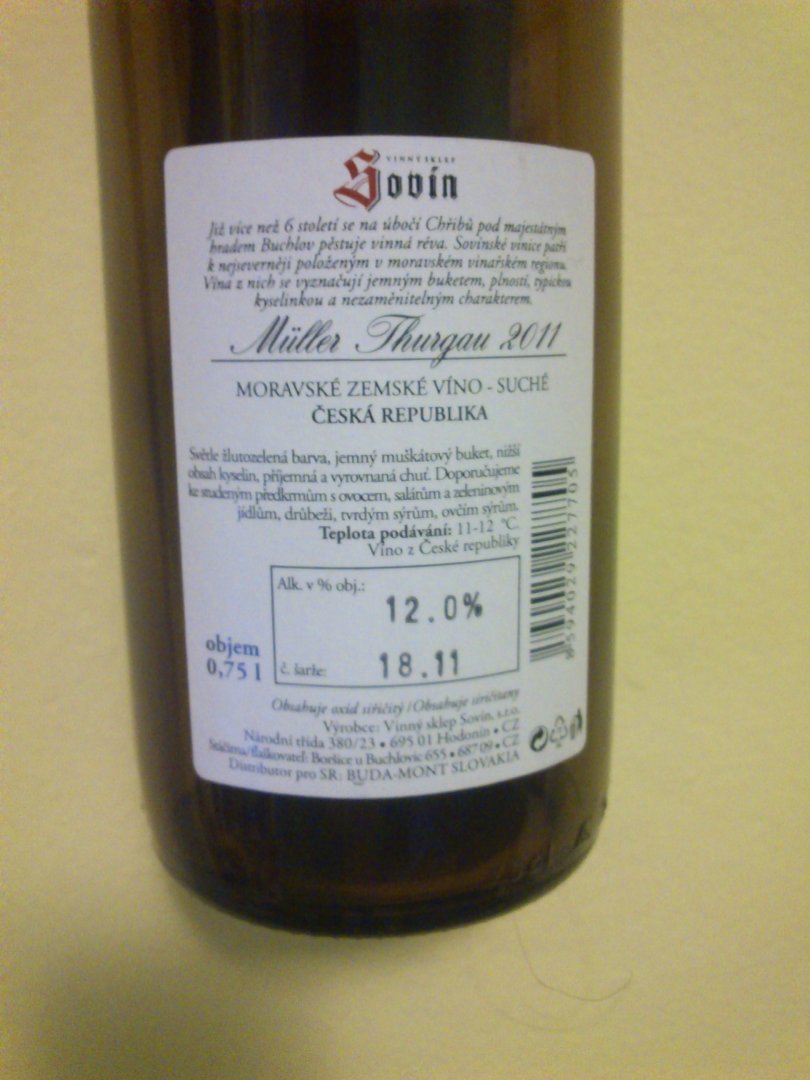 VINNÝ SKLEP
Sovín
Již více než 6 století se na úbočí Chřibů pod majestátným
hradem Buchlov pěstuje vinná réva. Sovínské vinice patří
k nejseverněji položeným v moravském vinařském regionu.
Vína z nich se vyznačují jemným buketem, plností, typickou
kyselinkou a nezaměnitelným charakterem.
Müller Thurgau 2011
MORAVSKÉ ZEMSKÉ VÍNO - SUCHÉ
ČESKÁ REPUBLIKA
Světle žlutozelená barva, jemný muškátový buket, nižší
obsah kyselin, příjemná a vyrovnaná chuť. Doporučujeme
ke studeným předkrmům s ovocem, salátům a zeleninovým
jídlům, drůbeži, tvrdým sýrům, ovčím sýrům.
Teplota podávání: 11-12 °C.
Víno z České republiky
Alk. v % obj.:
12.0%
objem
0,75 l
č. šarže:
18.11
8594029227705
Obsahuje oxid siřičitý / Obsahuje siričitany
Výrobce: Vinný sklep Sovín, s.r.o.
Národní třída 380/23 • 695 01 Hodonín • CZ
Stáčírna/flaškovateľ: Boršice u Buchlovic 655 • 687 09 • CZ
Distributor pro SR: BUDA-MONT SLOVAKIA